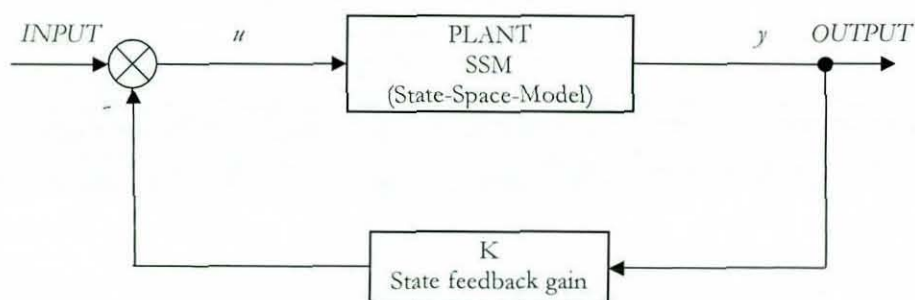 INPUT
u
PLANT
SSM
(State-Space-Model)
y
OUTPUT
-
K
State feedback gain